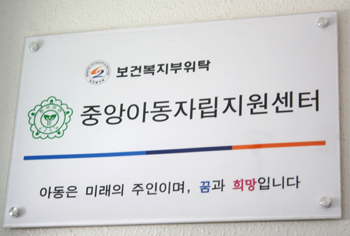 보건복지부위탁
중앙아동자립지원센터
아동은 미래의 주인이며, 꿈과 희망입니다